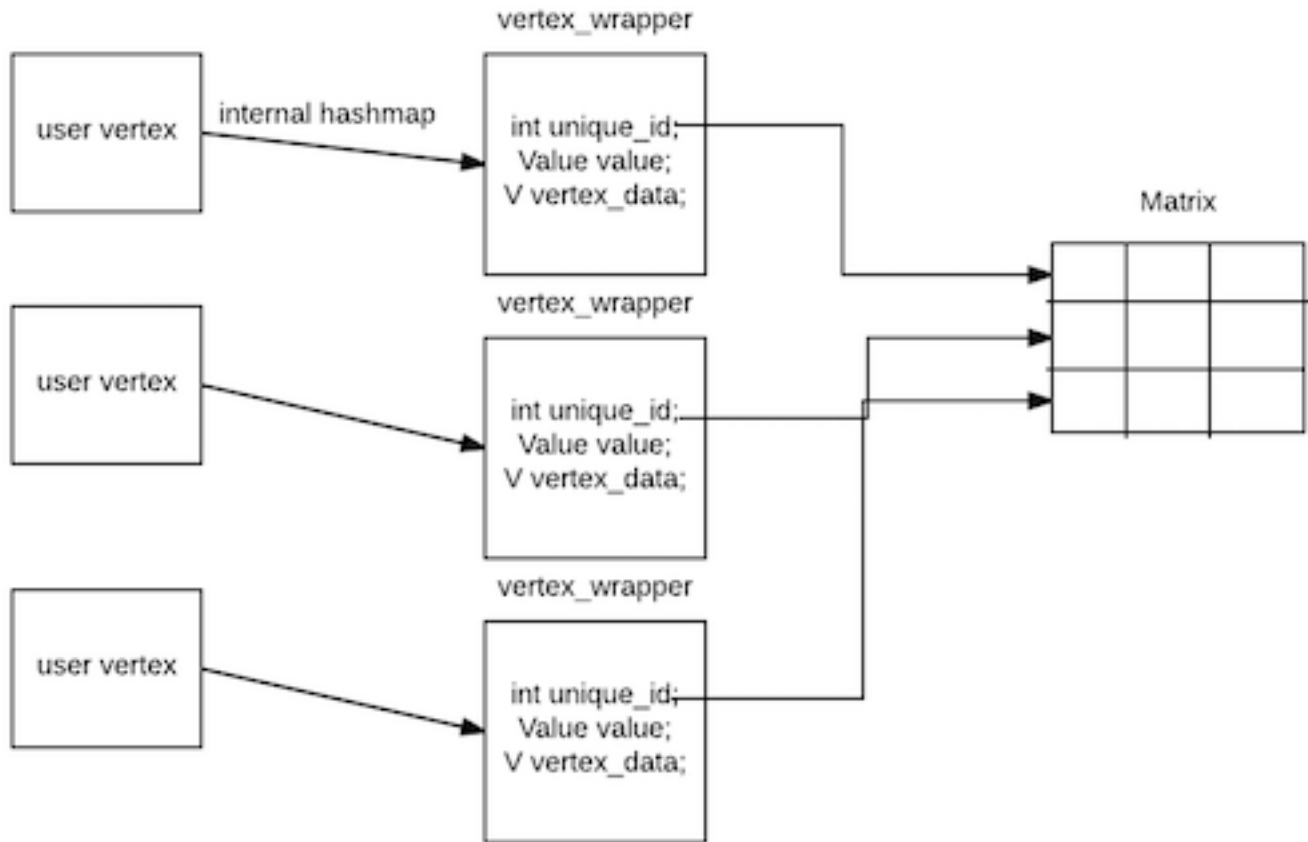 vertex_wrapper
user vertex
internal hashmap
int unique_id;
Value value;
V vertex_data;
Matrix
vertex_wrapper
user vertex
int unique_id;
Value value;
V vertex_data;
vertex_wrapper
user vertex
int unique_id;
Value value;
V vertex_data;